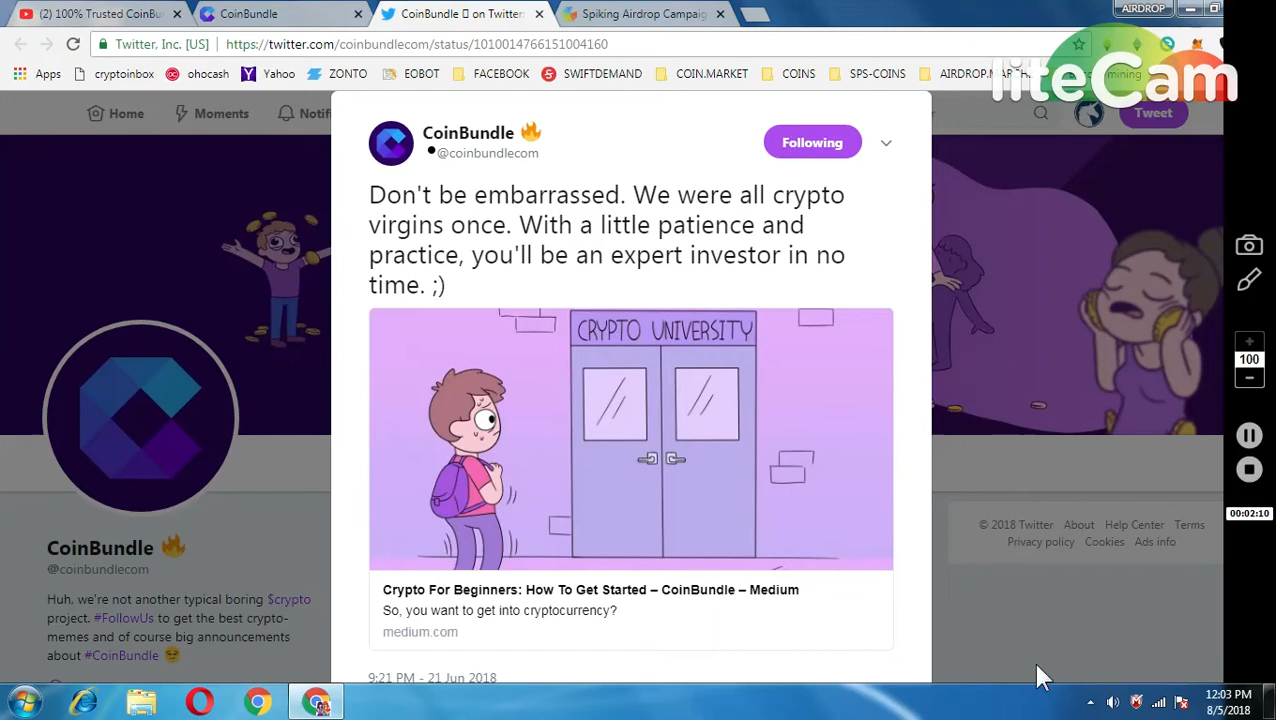 (2) 100% Trusted CoinBu
CoinBundle
CoinBundle
on Twitter
Spiking Airdrop Campaig
AIRDROP
Twitter, Inc. [US]
https://twitter.com/coinbundlecom/status/1010014766151004160
Apps
cryptoinbox
ohocash
Yahoo
ZONTO
EOBOT
FACEBOOK
SWIFTDEMAND
COIN.MARKET
COINS
SPS-COINS
mining
liteCam
Home
Moments
Notifi
Tweet
CoinBundle 🔥
@coinbundlecom
Following
Don't be embarrassed. We were all crypto
virgins once. With a little patience and
practice, you'll be an expert investor in no
time. ;)
CRYPTO UNIVERSITY
Crypto For Beginners: How To Get Started – CoinBundle – Medium
So, you want to get into cryptocurrency?
medium.com
9:21 PM - 21 Jun 2018
CoinBundle 🔥
@coinbundlecom
Huh, we're not another typical boring $crypto
project. #FollowUs to get the best crypto-
memes and of course big announcements
about #CoinBundle 😏
© 2018 Twitter About Help Center Terms
Privacy policy Cookies Ads info
100
00:02:10
12:03 PM
8/5/2018